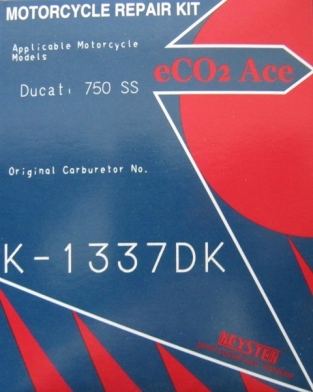 MOTORCYCLE REPAIR KIT
Applicable Motorcycle
Models
eCO2 Ace
Ducati 750 SS
Original Carburetor No.
K-1337DK
KEYSTER